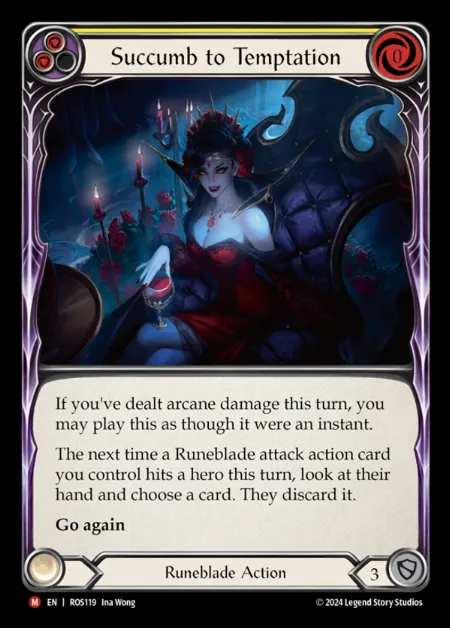 Succumb to Temptation
0
If you've dealt arcane damage this turn, you
may play this as though it were an instant.
The next time a Runeblade attack action card
you control hits a hero this turn, look at their
hand and choose a card. They discard it.
Go again
Runeblade Action
3
M EN | ROS119 Ina Wong
© 2024 Legend Story Studios